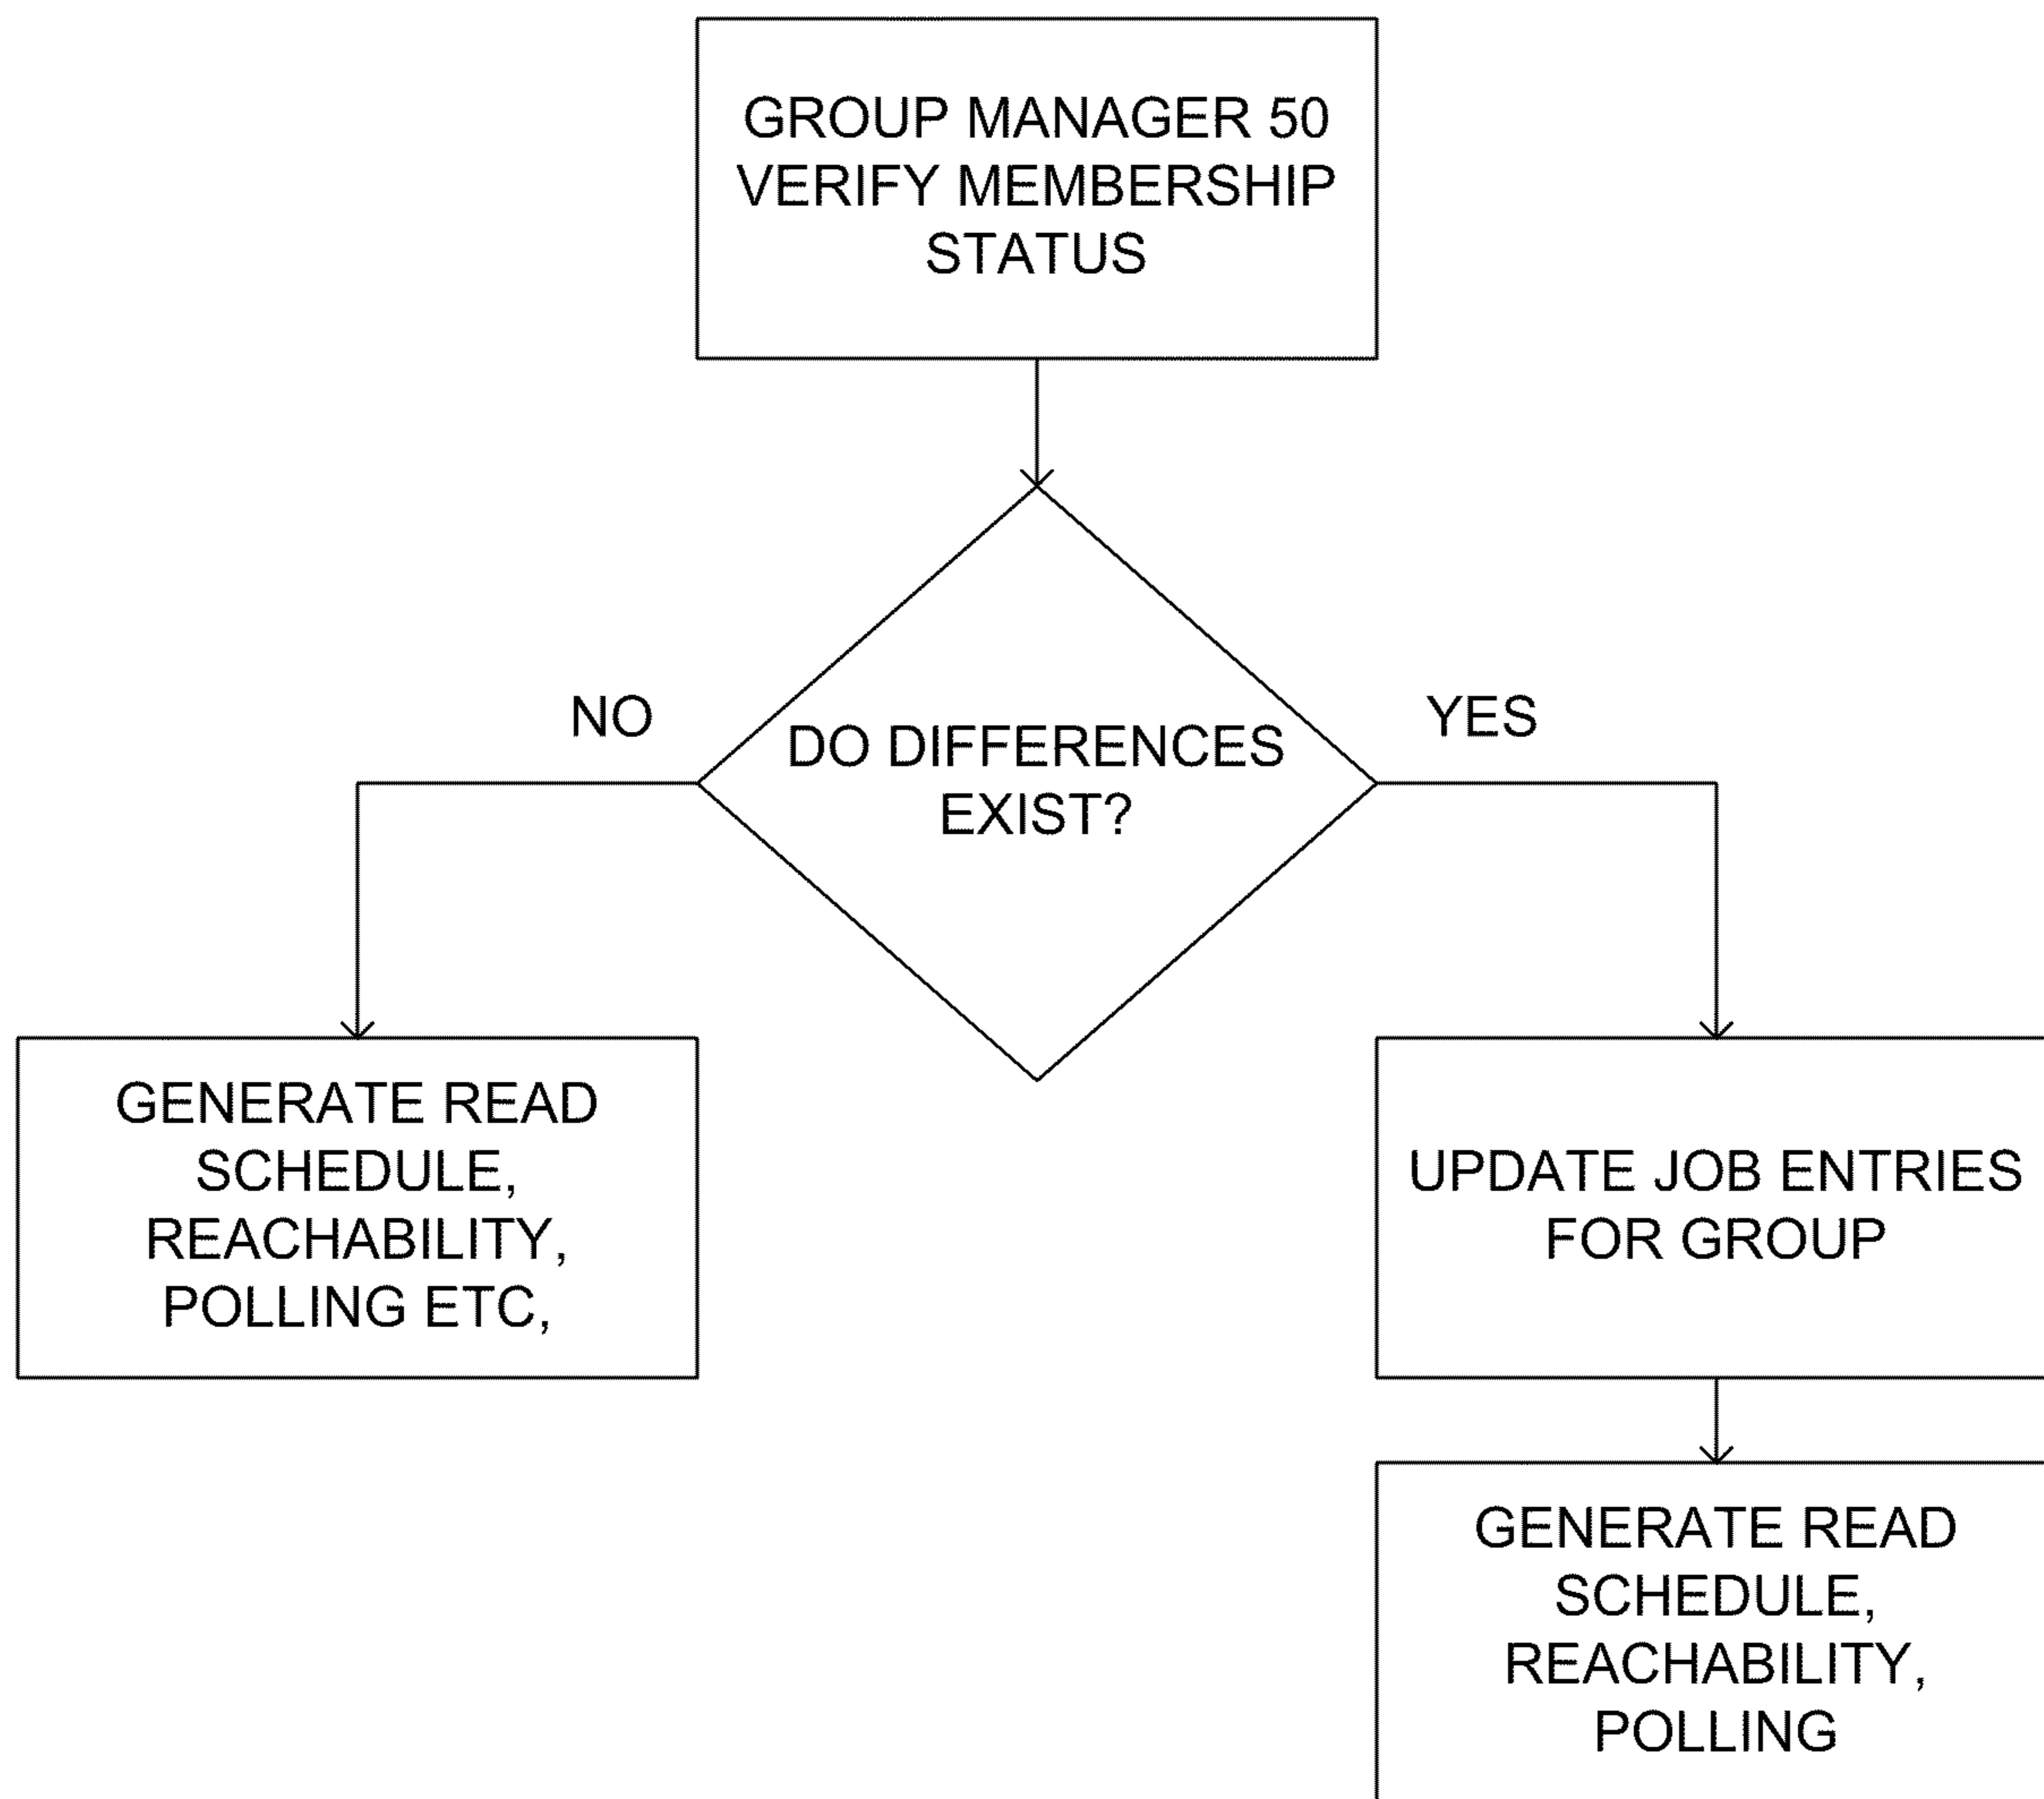 GROUP MANAGER 50
VERIFY MEMBERSHIP
STATUS
NO
YES
DO DIFFERENCES
EXIST?
GENERATE READ
SCHEDULE,
REACHABILITY,
POLLING ETC,
UPDATE JOB ENTRIES
FOR GROUP
GENERATE READ
SCHEDULE,
REACHABILITY,
POLLING